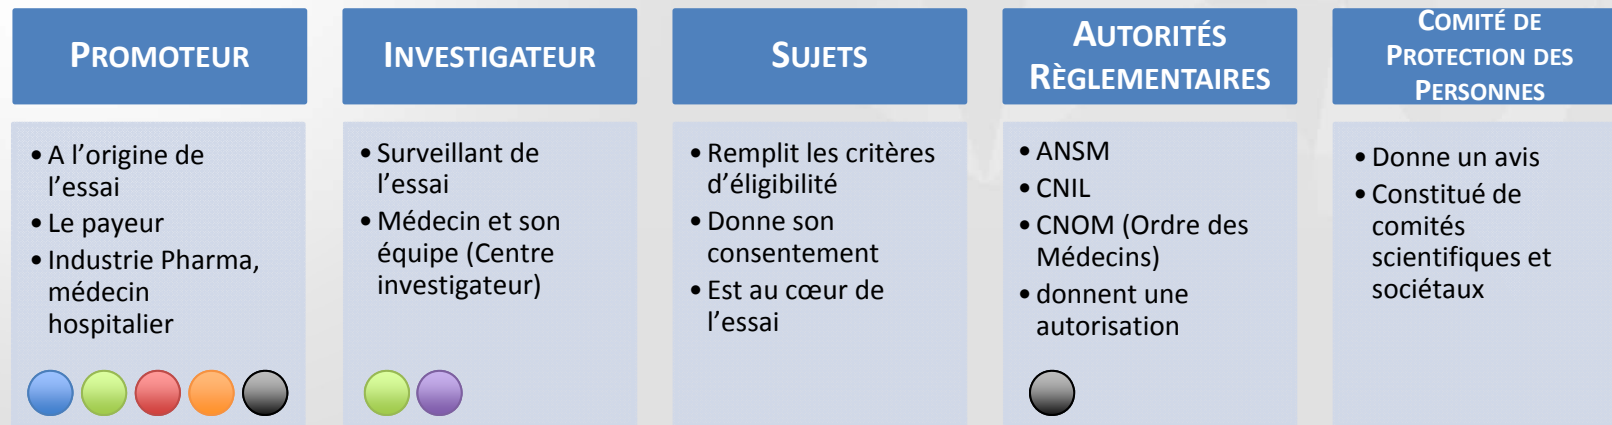 PROMOTEUR
• A l’origine de
l’essai
• Le payeur
• Industrie Pharma,
médecin
hospitalier
INVESTIGATEUR
• Surveillant de
l’essai
• Médecin et son
équipe (Centre
investigateur)
SUJETS
• Remplit les critères
d’éligibilité
• Donne son
consentement
• Est au cœur de
l’essai
AUTORITÉS
RÈGLEMENTAIRES
• ANSM
• CNIL
• CNOM (Ordre des
Médecins)
• donnent une
autorisation
COMITÉ DE
PROTECTION DES
PERSONNES
• Donne un avis
• Constitué de
comités
scientifiques et
sociétaux